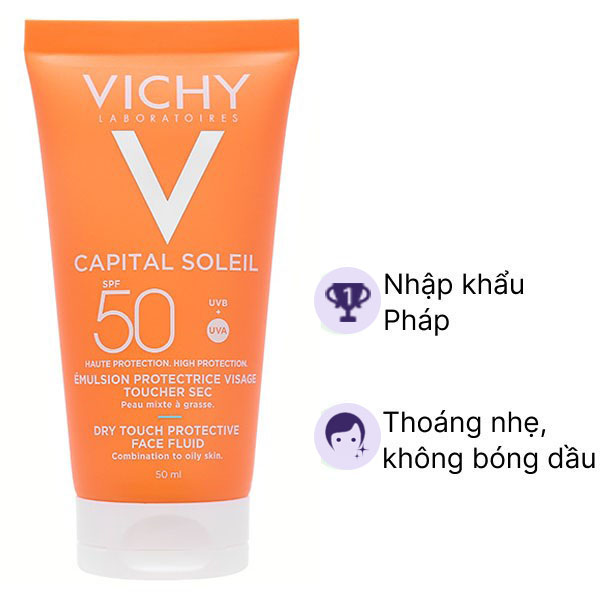 VICHY
LABORATOIRES
V
CAPITAL SOLEIL
SPF
50
UVB
+
UVA
HAUTE PROTECTION. HIGH PROTECTION.
ÉMULSION PROTECTRICE VISAGE
TOUCHER SEC
Peau mixte à grasse.
DRY TOUCH PROTECTIVE
FACE FLUID
Combination to oily skin.
50 ml
1
Nhập khẩu
Pháp
Thoáng nhẹ,
không bóng dầu